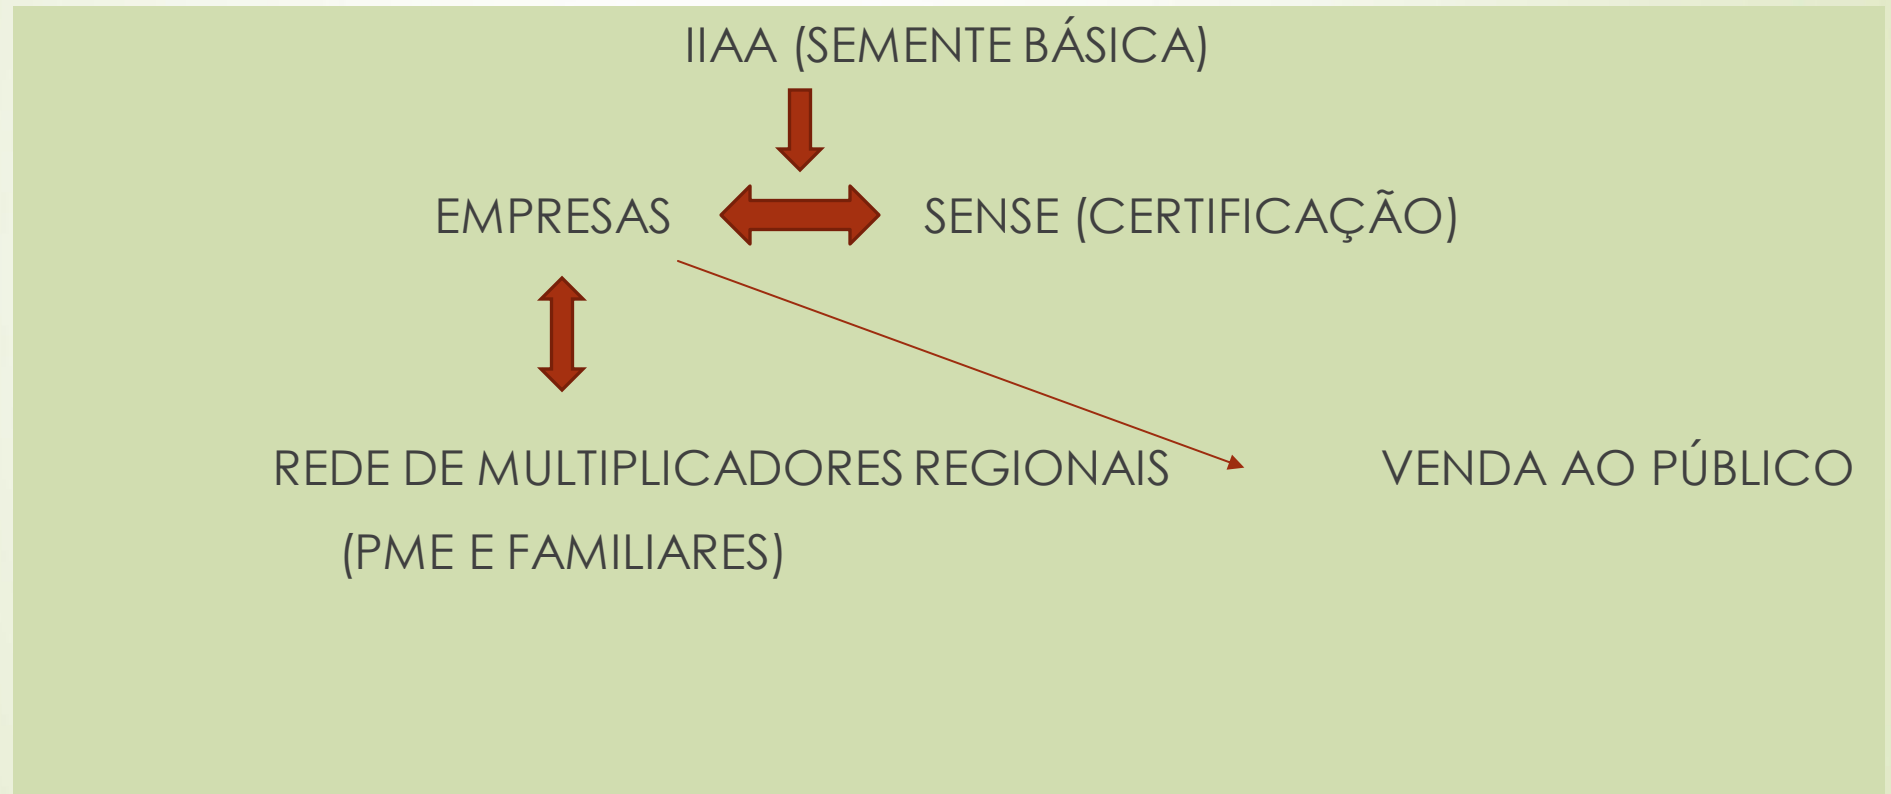 IIAA (SEMENTE BÁSICA)
EMPRESAS
SENSE (CERTIFICAÇÃO)
REDE DE MULTIPLICADORES REGIONAIS
VENDA AO PÚBLICO
(PME E FAMILIARES)